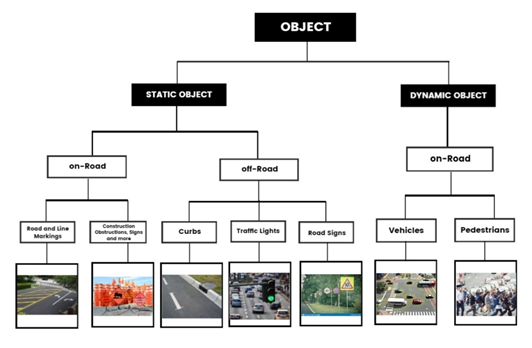 OBJECT
STATIC OBJECT
DYNAMIC OBJECT
on-Road
off-Road
on-Road
Road and Line
Markings
Construction
Obstructions, Signs
and more
Curbs
Traffic Lights
Road Signs
Vehicles
Pedestrians